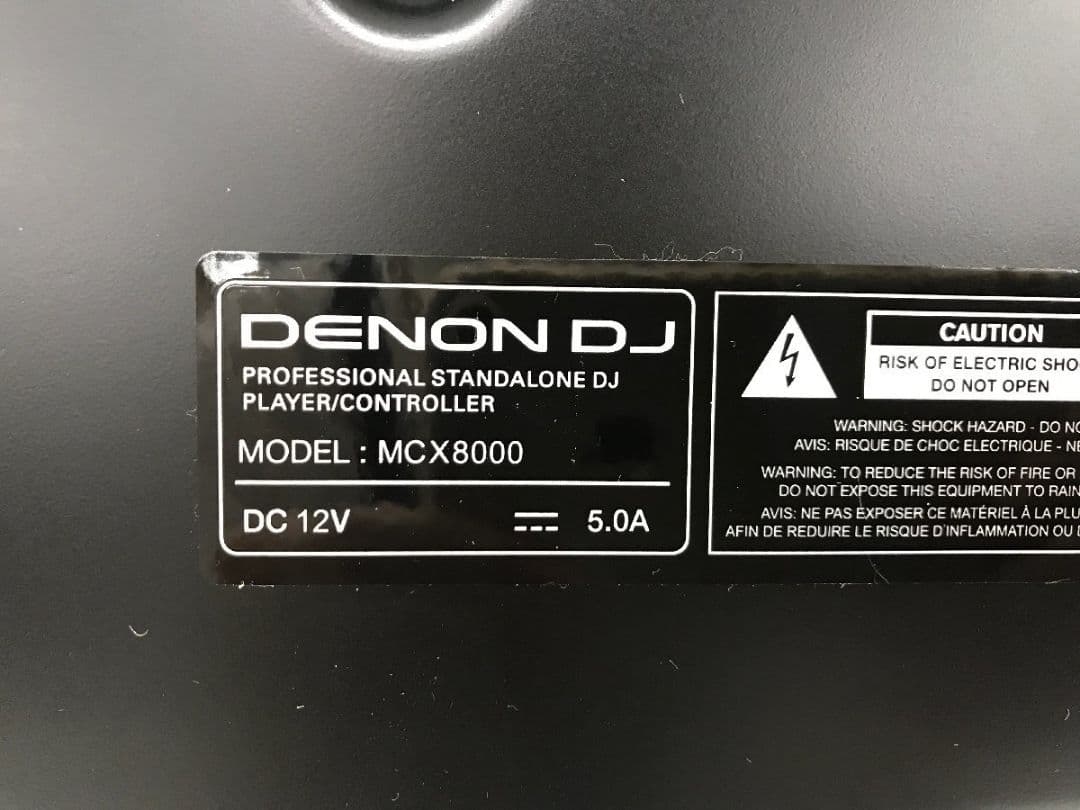 DENON DJ
PROFESSIONAL STANDALONE DJ
PLAYER/CONTROLLER
MODEL : MCX8000
DC 12V 5.0A
CAUTION
RISK OF ELECTRIC
DO NOT OPEN
WARNING: SHOCK HAZARD - DO
AVIS: RISQUE DE CHOC ELECTRIQUE -
WARNING: TO REDUCE THE RISK OF FIRE OR
DO NOT EXPOSE THIS EQUIPMENT TO RAIN
AVIS: NE PAS EXPOSER CE MATÉRIEL À LA
AFIN DE REDUIRE LE RISQUE D'INFLAMMATION OU